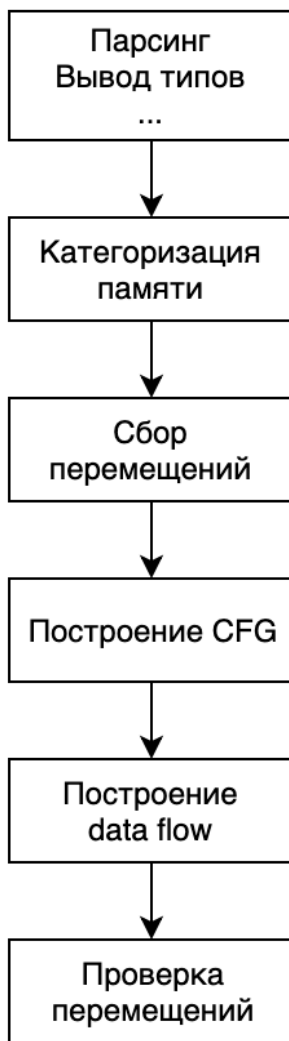 Парсинг
Вывод типов
...
Категоризация
памяти
Сбор
перемещений
Построение CFG
Построение
data flow
Проверка
перемещений